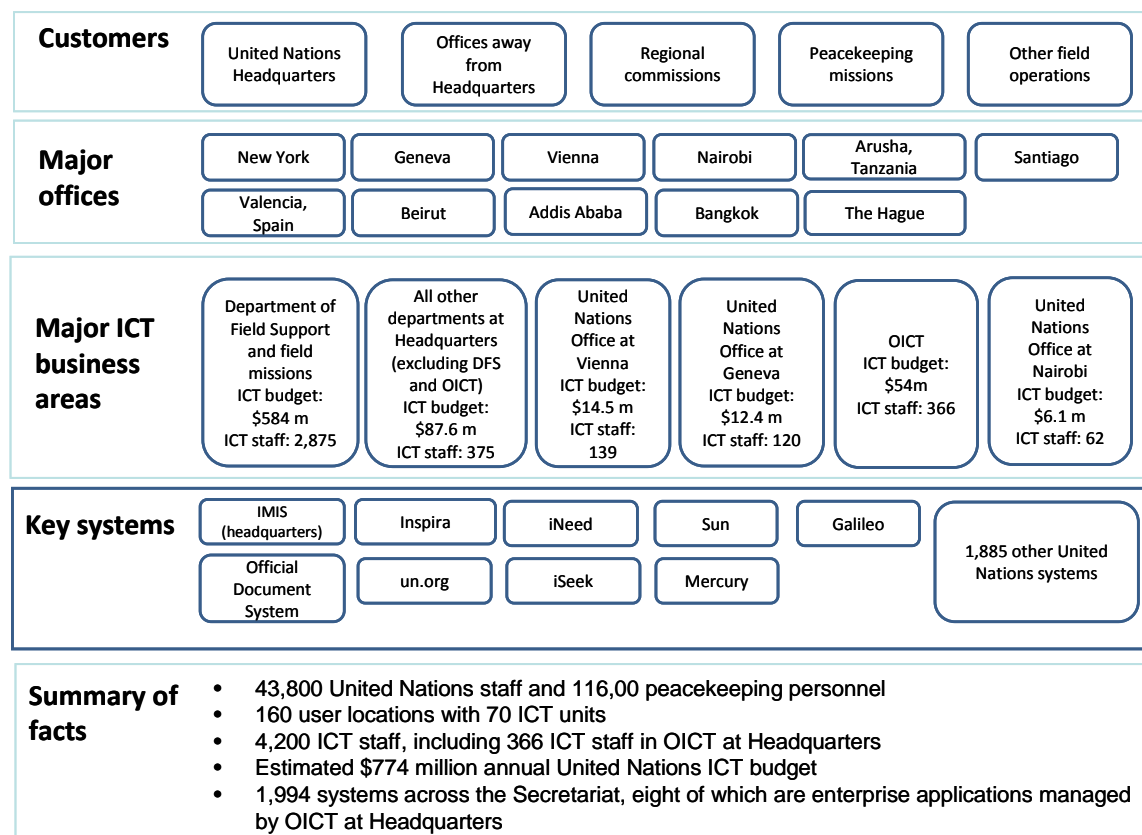 Customers
United Nations
Headquarters
Offices away
from
Headquarters
Regional
commissions
Peacekeeping
missions
Other field
operations
Major
offices
New York
Geneva
Vienna
Nairobi
Arusha,
Tanzania
Santiago
Valencia,
Spain
Beirut
Addis Ababa
Bangkok
The Hague
Major ICT
business
areas
Department of
Field Support
and field
missions
ICT budget:
$584 m
ICT staff: 2,875
All other
departments at
Headquarters
(excluding DFS
and OICT)
ICT budget:
$87.6 m
ICT staff: 375
United
Nations
Office at
Vienna
ICT budget:
$14.5 m
ICT staff:
139
United
Nations
Office at
Geneva
ICT budget:
$12.4 m
ICT staff: 120
OICT
ICT budget:
$54m
ICT staff: 366
United
Nations
Office at
Nairobi
ICT budget:
$6.1 m
ICT staff: 62
Key systems
IMIS
(headquarters)
Inspira
iNeed
Sun
Galileo
1,885 other United
Nations systems
Official
Document
System
un.org
iSeek
Mercury
Summary of
facts
• 43,800 United Nations staff and 116,00 peacekeeping personnel
• 160 user locations with 70 ICT units
• 4,200 ICT staff, including 366 ICT staff in OICT at Headquarters
• Estimated $774 million annual United Nations ICT budget
• 1,994 systems across the Secretariat, eight of which are enterprise applications managed
by OICT at Headquarters